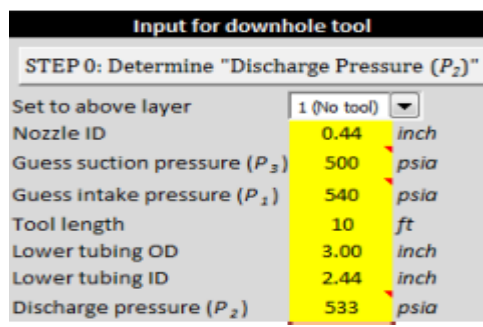 Input for downhole tool
STEP 0: Determine "Discharge Pressure (P₂)"
Set to above layer 1 (No tool)
Nozzle ID 0.44 inch
Guess suction pressure (P₃) 500 psia
Guess intake pressure (P₁) 540 psia
Tool length 10 ft
Lower tubing OD 3.00 inch
Lower tubing ID 2.44 inch
Discharge pressure (P₂) 533 psia